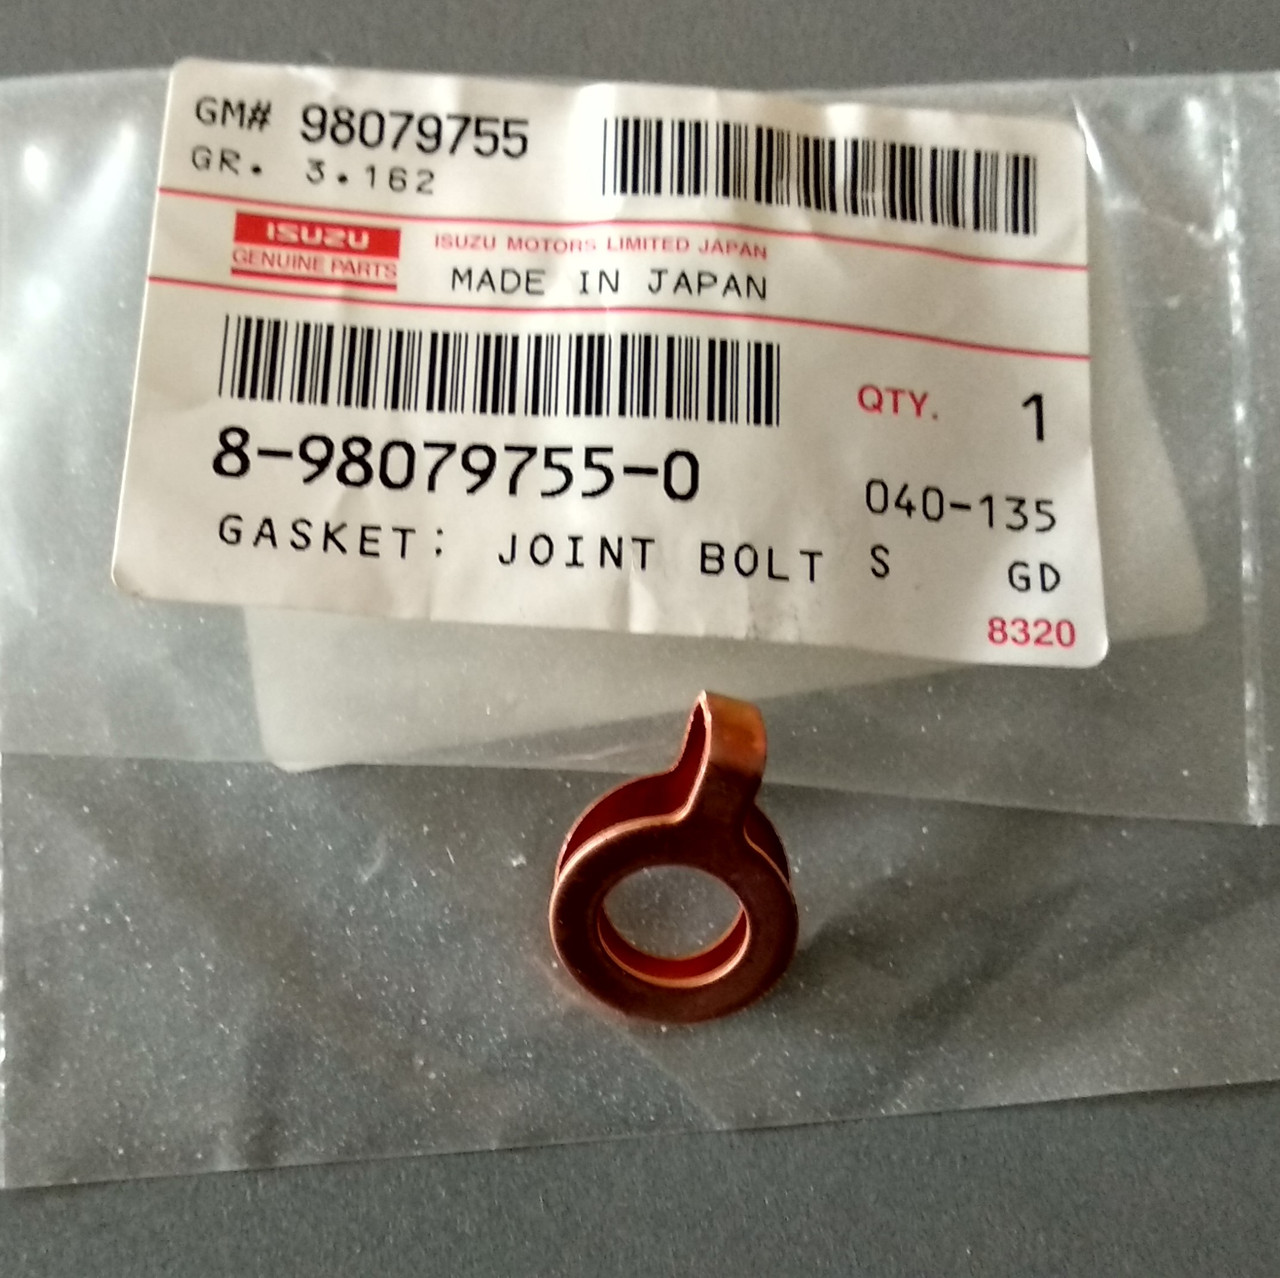 GM# 98079755
GR. 3.162
ISUZU
GENUINE PARTS
ISUZU MOTORS LIMITED JAPAN
MADE IN JAPAN
QTY. 1
8-98079755-0
040-135
GASKET: JOINT BOLT S
GD
8320